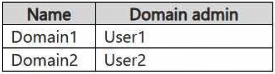 Name Domain admin
Domain1 User1
Domain2 User2